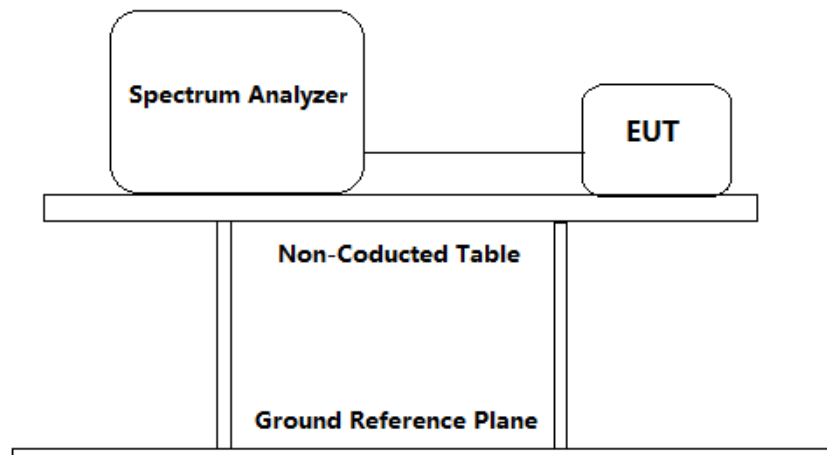 Spectrum Analyzer
EUT
Non-Coducted Table
Ground Reference Plane